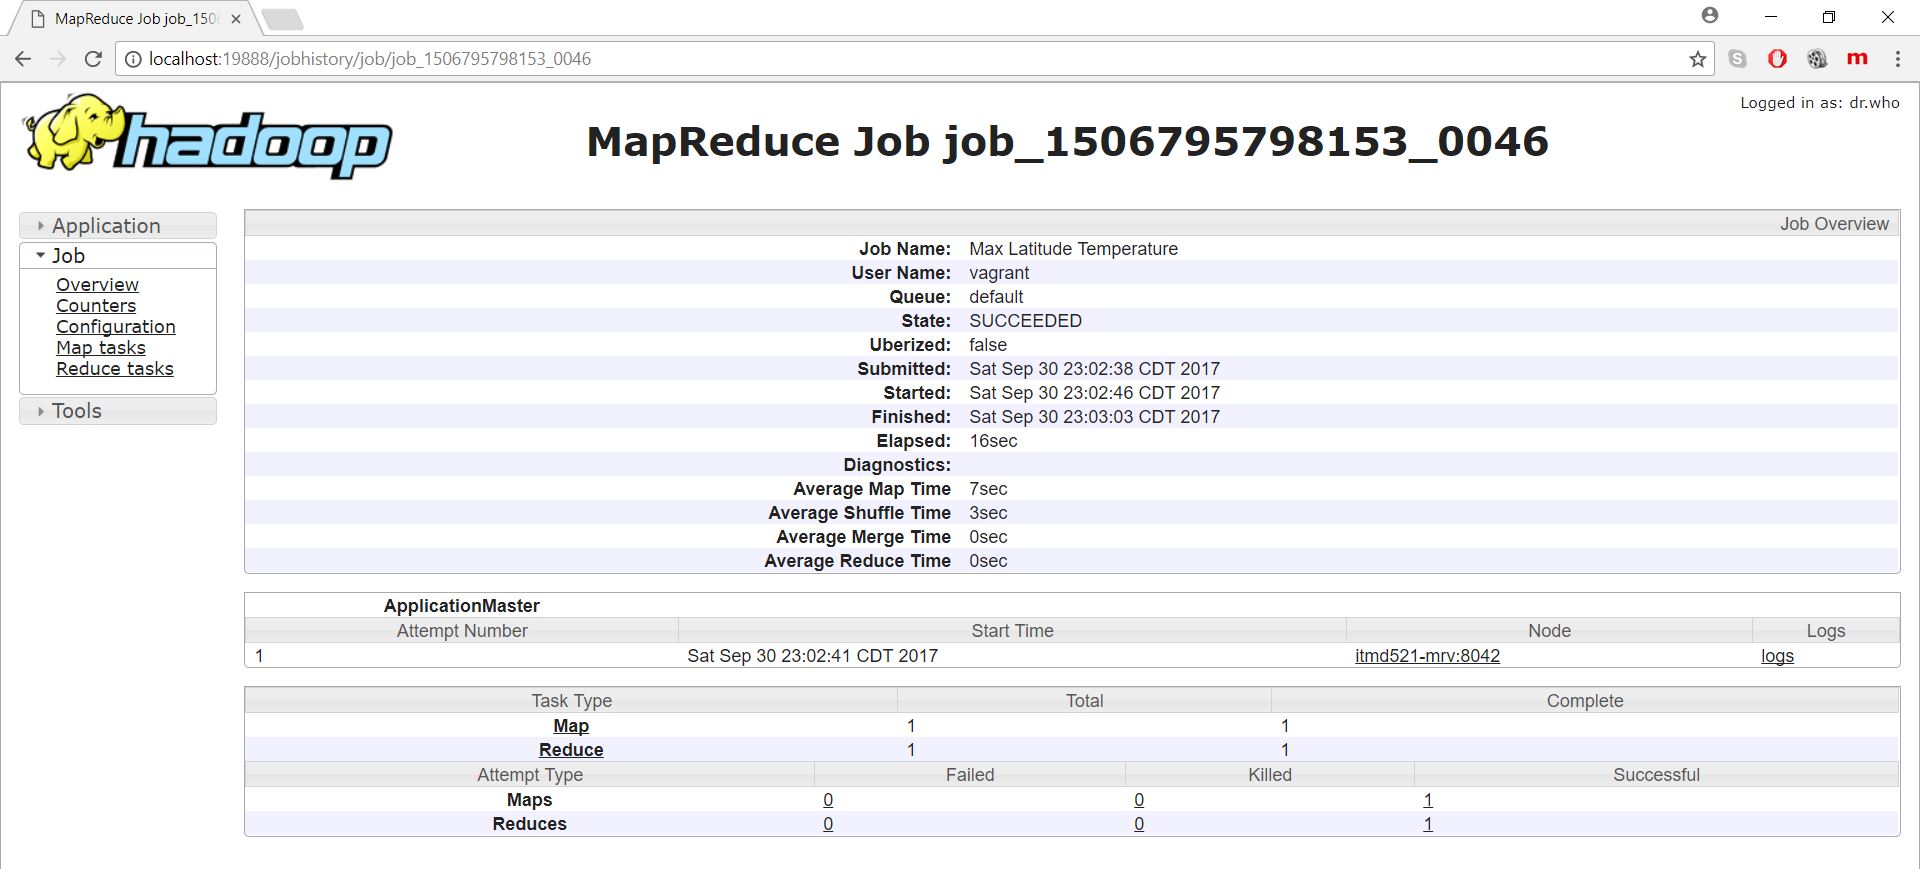 MapReduce Job job_150
localhost:19888/jobhistory/job/job_1506795798153_0046
m
Logged in as: dr.who
hadoop
MapReduce Job job_1506795798153_0046
Application
Job
Overview
Counters
Configuration
Map tasks
Reduce tasks
Tools
Job Overview
Job Name: Max Latitude Temperature
User Name: vagrant
Queue: default
State: SUCCEEDED
Uberized: false
Submitted: Sat Sep 30 23:02:38 CDT 2017
Started: Sat Sep 30 23:02:46 CDT 2017
Finished: Sat Sep 30 23:03:03 CDT 2017
Elapsed: 16sec
Diagnostics:
Average Map Time 7sec
Average Shuffle Time 3sec
Average Merge Time 0sec
Average Reduce Time 0sec
ApplicationMaster
Attempt Number Start Time Node Logs
1 Sat Sep 30 23:02:41 CDT 2017 itmd521-mrv:8042 logs
Task Type Total Complete
Map 1 1
Reduce 1 1
Attempt Type Failed Killed Successful
Maps 0 0 1
Reduces 0 0 1